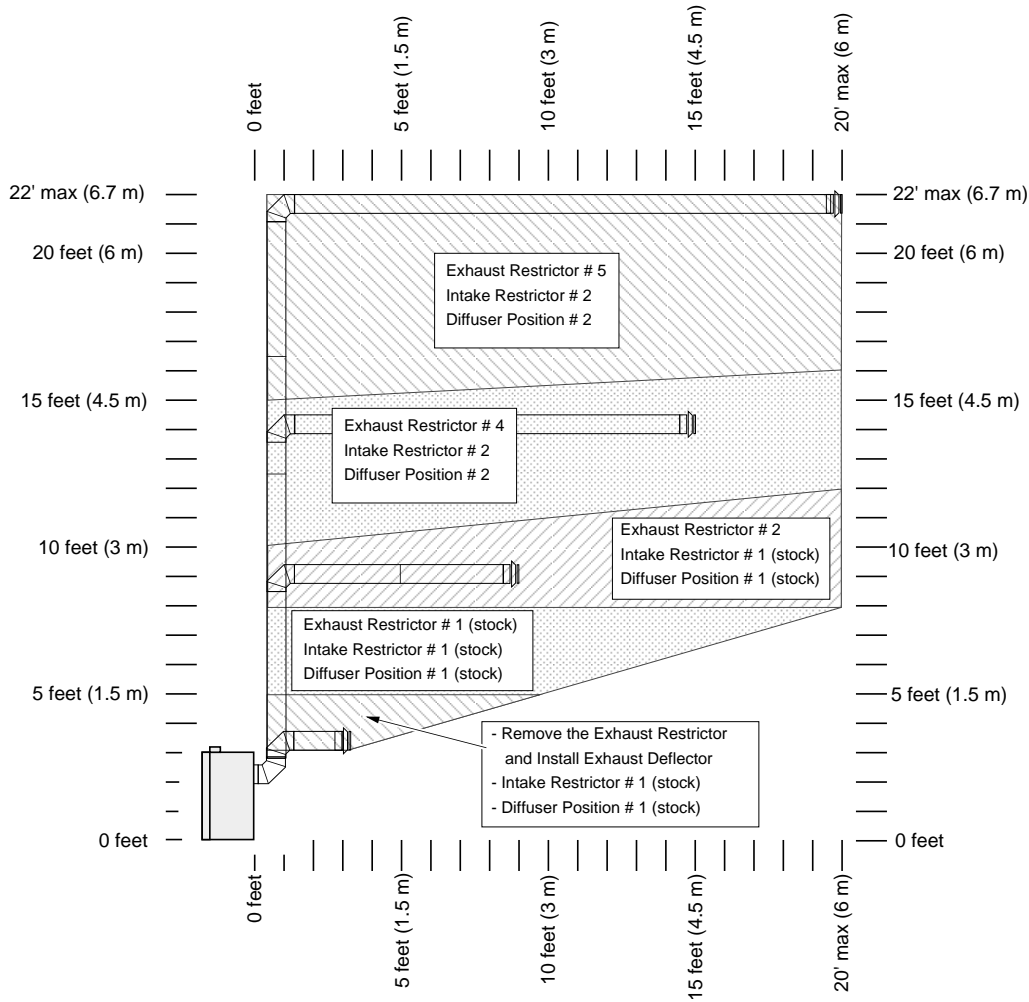 0 feet
5 feet (1.5 m)
10 feet (3 m)
15 feet (4.5 m)
20' max (6 m)
22' max (6.7 m)
22' max (6.7 m)
20 feet (6 m)
20 feet (6 m)
Exhaust Restrictor # 5
Intake Restrictor # 2
Diffuser Position # 2
15 feet (4.5 m)
15 feet (4.5 m)
Exhaust Restrictor # 4
Intake Restrictor # 2
Diffuser Position # 2
Exhaust Restrictor # 2
Intake Restrictor # 1 (stock)
Diffuser Position # 1 (stock)
10 feet (3 m)
10 feet (3 m)
Exhaust Restrictor # 1 (stock)
Intake Restrictor # 1 (stock)
Diffuser Position # 1 (stock)
5 feet (1.5 m)
5 feet (1.5 m)
- Remove the Exhaust Restrictor
and Install Exhaust Deflector
- Intake Restrictor # 1 (stock)
- Diffuser Position # 1 (stock)
0 feet
0 feet
0 feet
5 feet (1.5 m)
10 feet (3 m)
15 feet (4.5 m)
20' max (6 m)